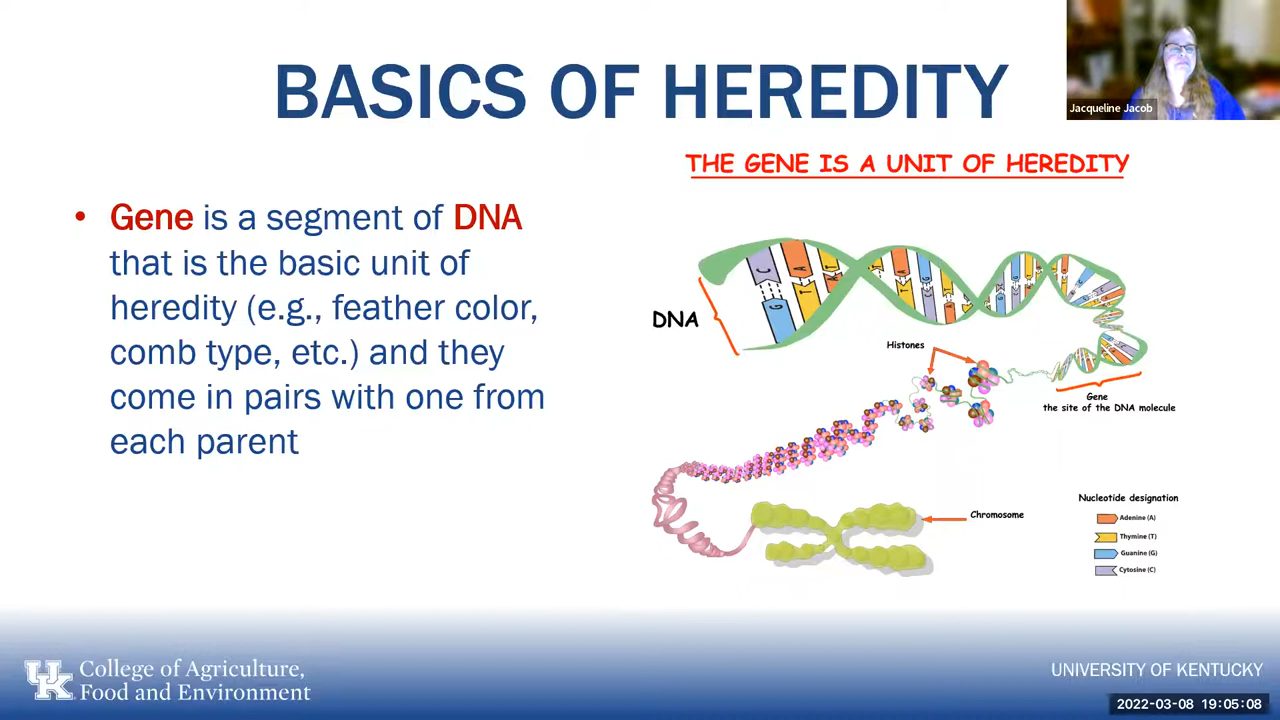 BASICS OF HEREDITY
Jacqueline Jacob
THE GENE IS A UNIT OF HEREDITY
• Gene is a segment of DNA
that is the basic unit of
heredity (e.g., feather color,
comb type, etc.) and they
come in pairs with one from
each parent
C
A
T
G
T
DNA
Histones
Gene
the site of the DNA molecule
Chromosome
Nucleotide designation
Adenine (A)
Thymine (T)
Guanine (G)
Cytosine (C)
UK
College of Agriculture,
Food and Environment
UNIVERSITY OF KENTUCKY
2022-03-08 19:05:08